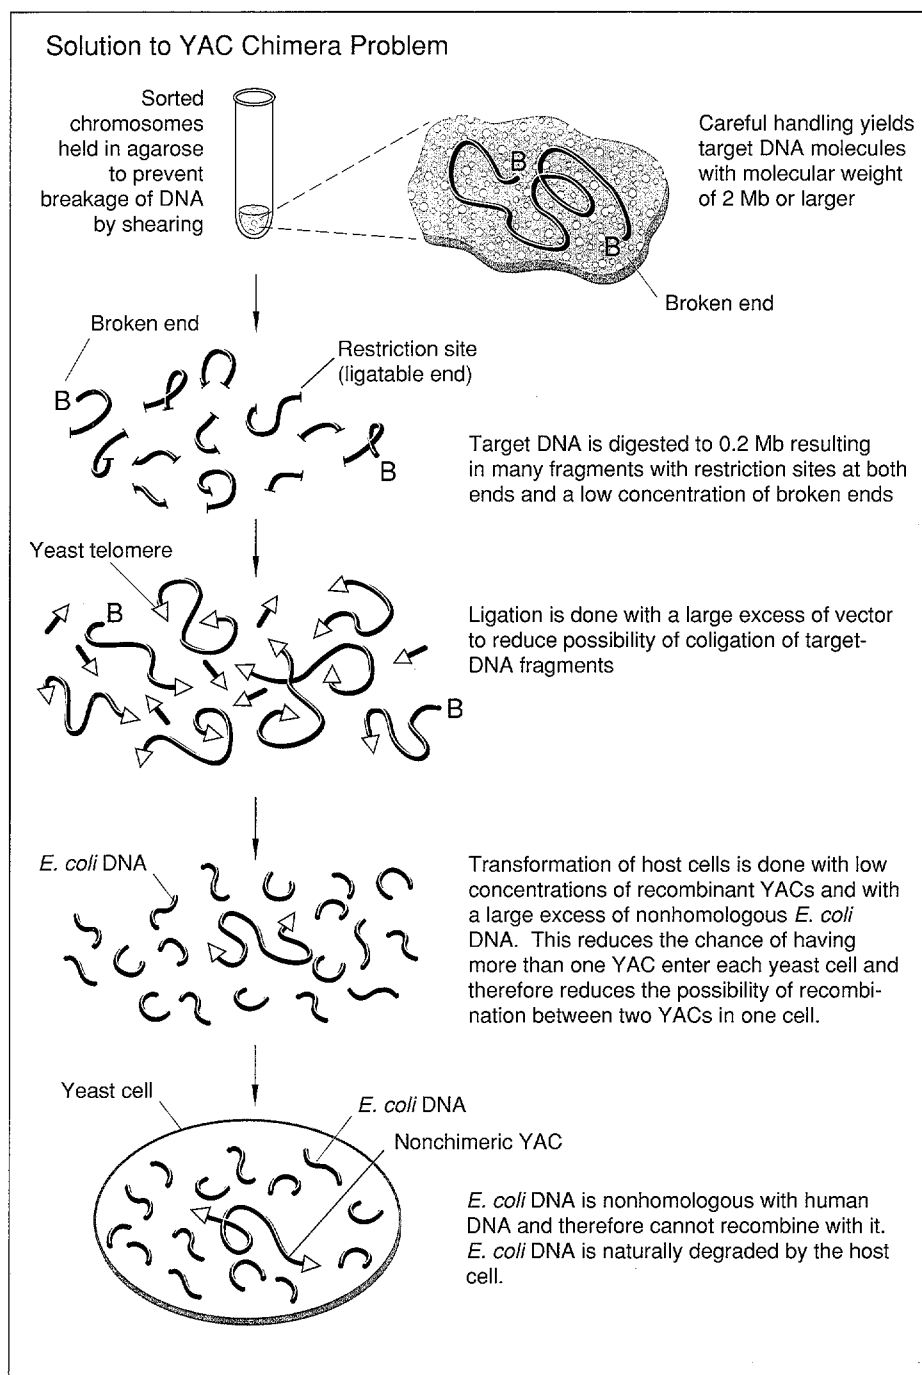 Solution to YAC Chimera Problem
Sorted
chromosomes
held in agarose
to prevent
breakage of DNA
by shearing
B
B
Careful handling yields
target DNA molecules
with molecular weight
of 2 Mb or larger
Broken end
Broken end
Restriction site
(ligatable end)
B
B
Target DNA is digested to 0.2 Mb resulting
in many fragments with restriction sites at both
ends and a low concentration of broken ends
Yeast telomere
B
B
Ligation is done with a large excess of vector
to reduce possibility of coligation of target-
DNA fragments
E. coli DNA
Transformation of host cells is done with low
concentrations of recombinant YACs and with
a large excess of nonhomologous E. coli
DNA. This reduces the chance of having
more than one YAC enter each yeast cell and
therefore reduces the possibility of recombi-
nation between two YACs in one cell.
Yeast cell
E. coli DNA
Nonchimeric YAC
E. coli DNA is nonhomologous with human
DNA and therefore cannot recombine with it.
E. coli DNA is naturally degraded by the host
cell.